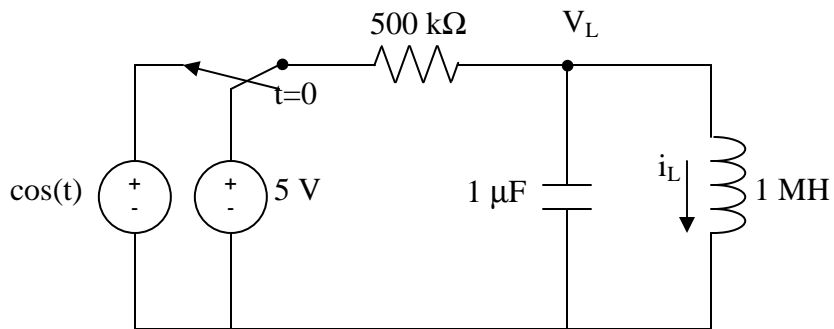 500 kΩ
V_L
t=0
cos(t)
+
-
+
-
5 V
1 μF
i_L
1 MH